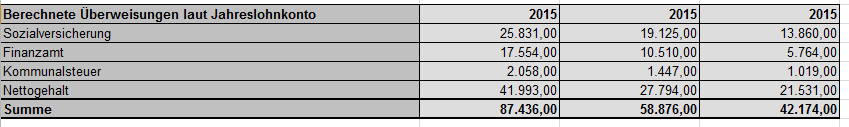 Berechnete Überweisungen laut Jahreslohnkonto 2015 2015 2015
Sozialversicherung 25.831,00 19.125,00 13.860,00
Finanzamt 17.554,00 10.510,00 5.764,00
Kommunalsteuer 2.058,00 1.447,00 1.019,00
Nettogehalt 41.993,00 27.794,00 21.531,00
Summe 87.436,00 58.876,00 42.174,00